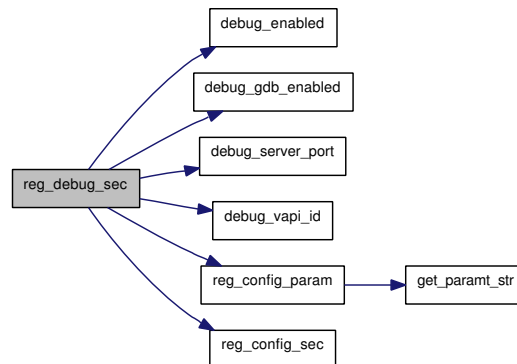 debug_enabled
debug_gdb_enabled
debug_server_port
reg_debug_sec
debug_vapi_id
reg_config_param
get_paramt_str
reg_config_sec